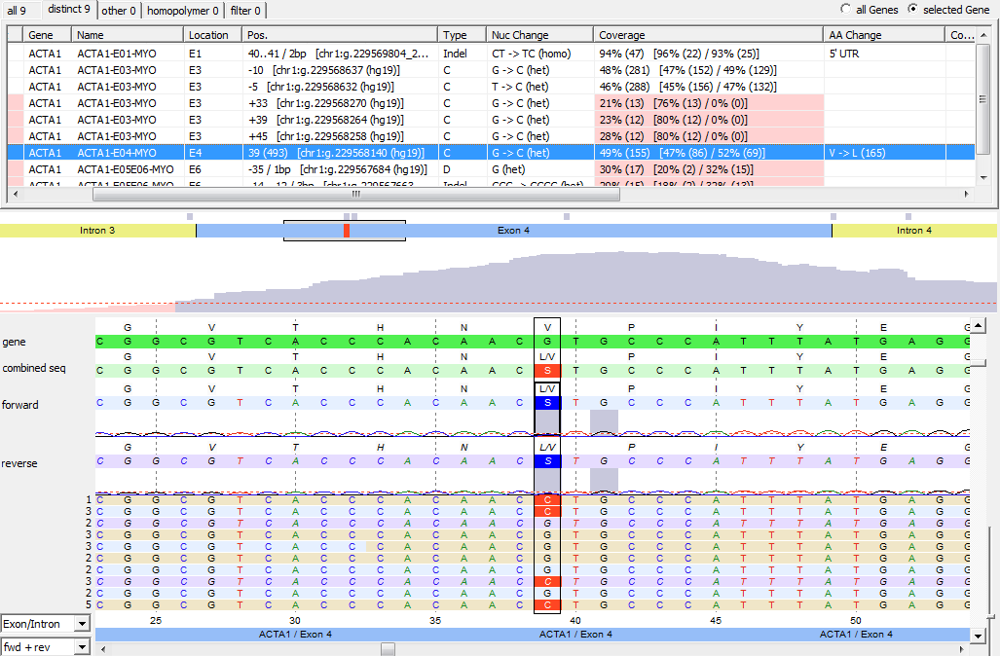 all 9 distinct 9 other 0 homopolymer 0 filter 0 all Genes selected Gene
Gene Name Location Pos. Type Nuc Change Coverage AA Change Co...
ACTA1 ACTA1-E01-MYO E1 40..41 / 2bp [chr1:g.229569804_2... Indel CT -> TC (homo) 94% (47) [96% (22) / 93% (25)] 5' UTR
ACTA1 ACTA1-E03-MYO E3 -10 [chr1:g.229568637 (hg19)] C G -> C (het) 48% (281) [47% (152) / 49% (129)]
ACTA1 ACTA1-E03-MYO E3 -5 [chr1:g.229568632 (hg19)] C T -> C (het) 46% (288) [45% (156) / 47% (132)]
ACTA1 ACTA1-E03-MYO E3 +33 [chr1:g.229568270 (hg19)] C G -> C (het) 21% (13) [76% (13) / 0% (0)]
ACTA1 ACTA1-E03-MYO E3 +39 [chr1:g.229568264 (hg19)] C G -> C (het) 23% (12) [80% (12) / 0% (0)]
ACTA1 ACTA1-E03-MYO E3 +45 [chr1:g.229568258 (hg19)] C G -> C (het) 28% (12) [80% (12) / 0% (0)]
ACTA1 ACTA1-E04-MYO E4 39 (493) [chr1:g.229568140 (hg19)] C G -> C (het) 49% (155) [47% (86) / 52% (69)] V -> L (165)
ACTA1 ACTA1-E05E06-MYO E6 -35 / 1bp [chr1:g.229567684 (hg19)] D G (het) 30% (17) [20% (2) / 32% (15)]
ACTA1 ACTA1-E05E06-MYO E6 Indel
Intron 3 Exon 4 Intron 4
G V T H N V P I Y E G
gene C G G C G T C A C C C A C A A C G T G C C C A T T T A T G A G G
G V T H N L/V P I Y E G
combined seq C G G C G T C A C C C A C A A C S T G C C C A T T T A T G A G G
G V T H N L/V P I Y E G
forward C G G C G T C A C C C A C A A C S T G C C C A T T T A T G A G G
G V T H N L/V P I Y E G
reverse C G G C G T C A C C C A C A A C S T G C C C A T T T A T G A G G
1 C G G C G T C A C C C A C A A C C T G C C C A T T T A T G A G G
3 C G G C G T C A C C C A C A A C C T G C C C A T T T A T G A G G
2 C G G C G T C A C C C A C A A C G T G C C C A T T T A T G A G G
3 C G G C G T C A C C C A C A A C G T G C C C A T T T A T G A G G
3 C G G C G T C A C C C A C A A C G T G C C C A T T T A T G A G G
2 C G G C G T C A C C C A C A A C G T G C C C A T T T A T G A G G
2 C G G C G T C A C C C A C A A C G T G C C C A T T T A T G A G G
3 C G G C G T C A C C C A C A A C C T G C C C A T T T A T G A G G
2 C G G C G T C A C C C A C A A C G T G C C C A T T T A T G A G G
5 C G G C G T C A C C C A C A A C C T G C C C A T T T A T G A G G
Exon/Intron 25 30 35 40 45 50
ACTA1 / Exon 4 ACTA1 / Exon 4 ACTA1 / Exon 4
fwd + rev